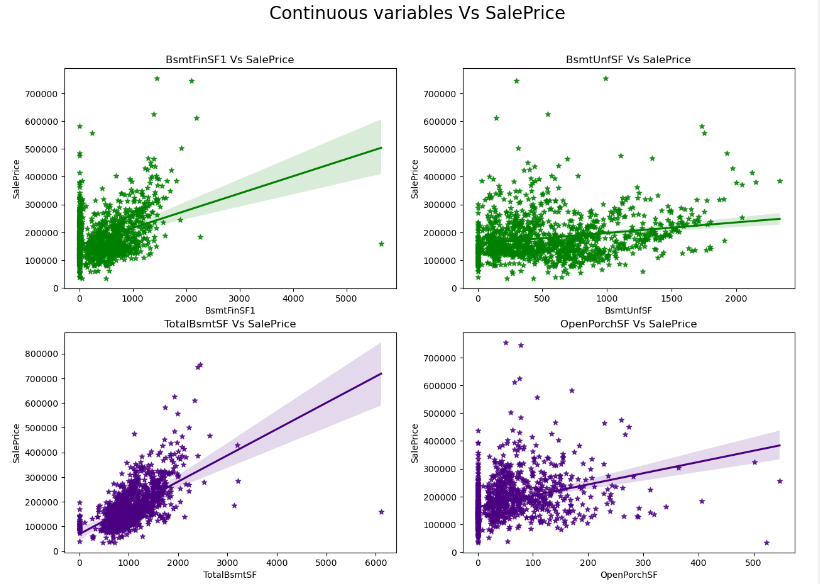 Continuous variables Vs SalePrice
BsmtFinSF1 Vs SalePrice
SalePrice
700000
600000
500000
400000
300000
200000
100000
0
0 1000 2000 3000 4000 5000
BsmtFinSF1
BsmtUnfSF Vs SalePrice
SalePrice
700000
600000
500000
400000
300000
200000
100000
0
0 500 1000 1500 2000
BsmtUnfSF
TotalBsmtSF Vs SalePrice
SalePrice
800000
700000
600000
500000
400000
300000
200000
100000
0
0 1000 2000 3000 4000 5000 6000
TotalBsmtSF
OpenPorchSF Vs SalePrice
SalePrice
700000
600000
500000
400000
300000
200000
100000
0
0 100 200 300 400 500
OpenPorchSF